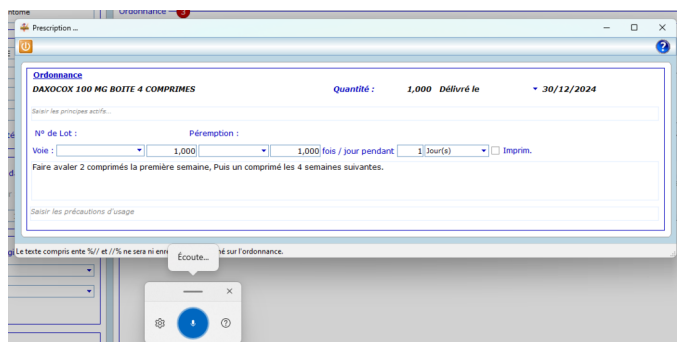 ntome
Ordonnance
3
Prescription ...
Ordonnance
DAXOCOX 100 MG BOITE 4 COMPRIMES Quantité : 1,000 Délivré le 30/12/2024
Saisir les principes actifs...
N° de Lot : Péremption :
Voie : 1,000 1,000 fois / jour pendant 1 Jour(s) Imprim.
Faire avaler 2 comprimés la première semaine, Puis un comprimé les 4 semaines suivantes.
Saisir les précautions d'usage
Le texte compris ente %// et //% ne sera ni enre né sur l'ordonnance.
Écoute...